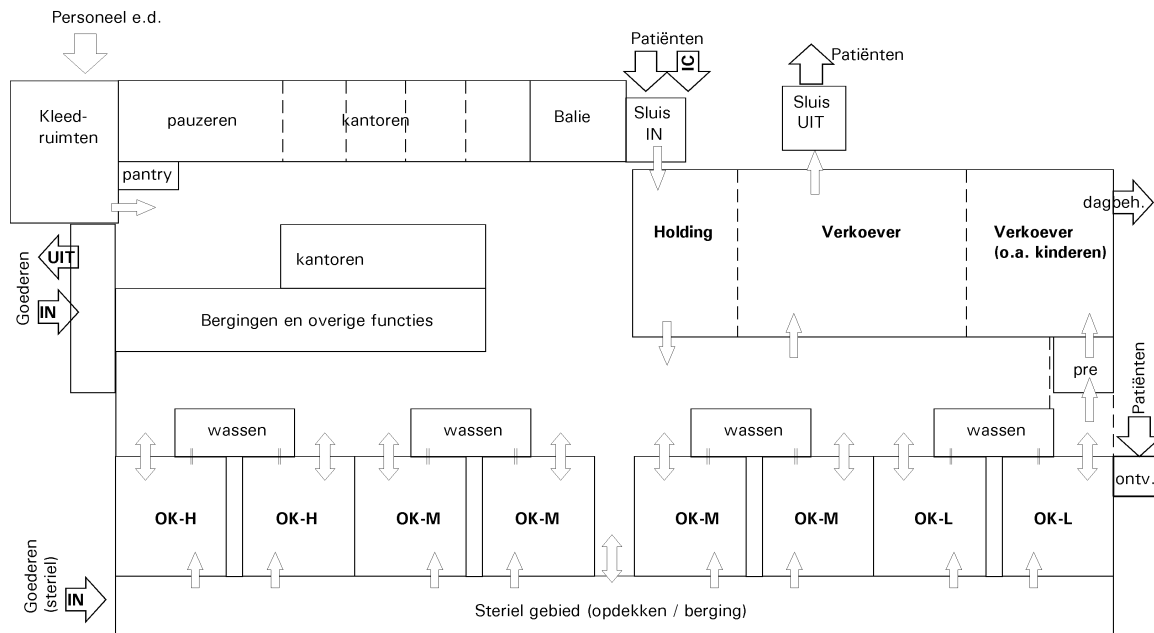 Personeel e.d.
Patiënten
IC
Patiënten
Kleed-
ruimten
pauzeren
kantoren
Balie
Sluis
IN
Sluis
UIT
pantry
dagbeh.
Holding
Verkoever
Verkoever
(o.a. kinderen)
UIT
kantoren
Goederen
IN
Bergingen en overige functies
pre
Patiënten
wassen
wassen
wassen
wassen
ontv.
OK-H
OK-H
OK-M
OK-M
OK-M
OK-M
OK-L
OK-L
Goederen
(steriel)
IN
Steriel gebied (opdekken / berging)